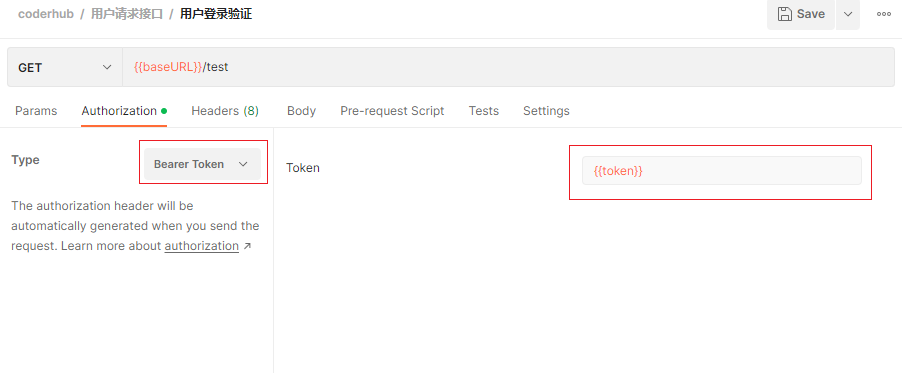 coderhub / 用户请求接口 / 用户登录验证
Save
GET
{{baseURL}}/test
Params Authorization Headers (8) Body Pre-request Script Tests Settings
Type
Bearer Token
The authorization header will be
automatically generated when you send the
request. Learn more about authorization ↗
Token
{{token}}